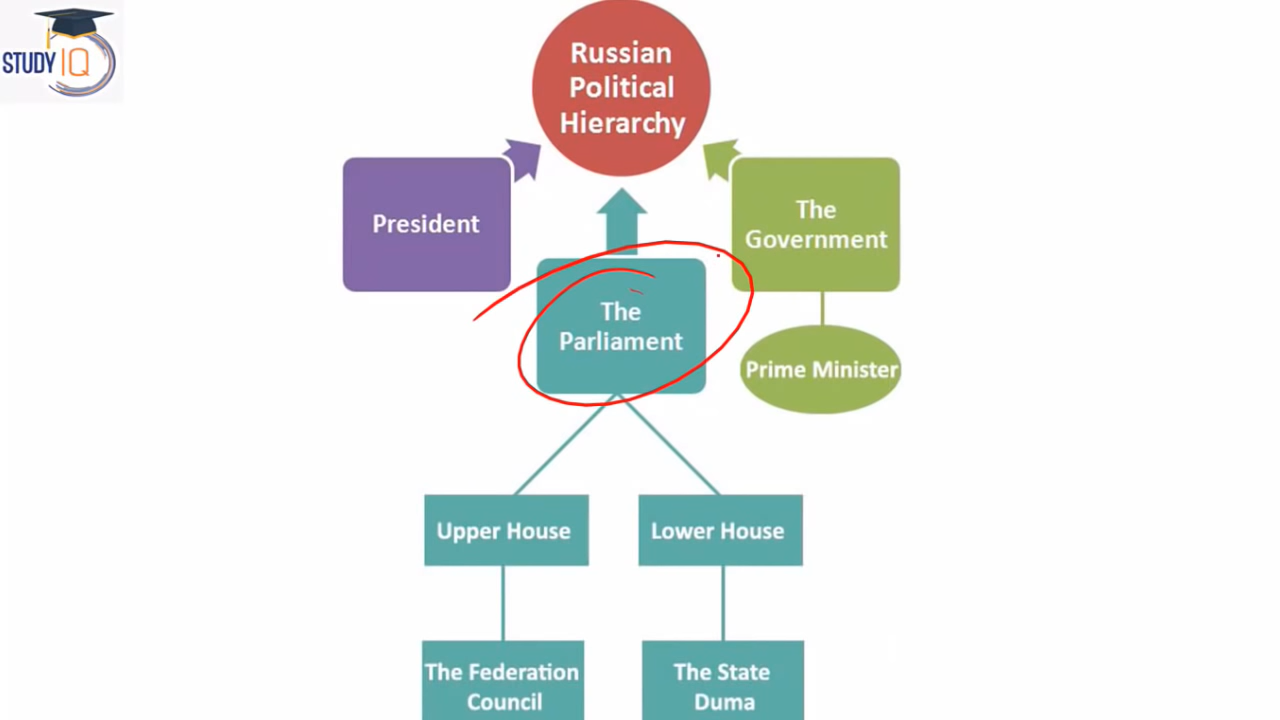 STUDY IQ
Russian
Political
Hierarchy
President
The
Government
The
Parliament
Prime Minister
Upper House
Lower House
The Federation
Council
The State
Duma